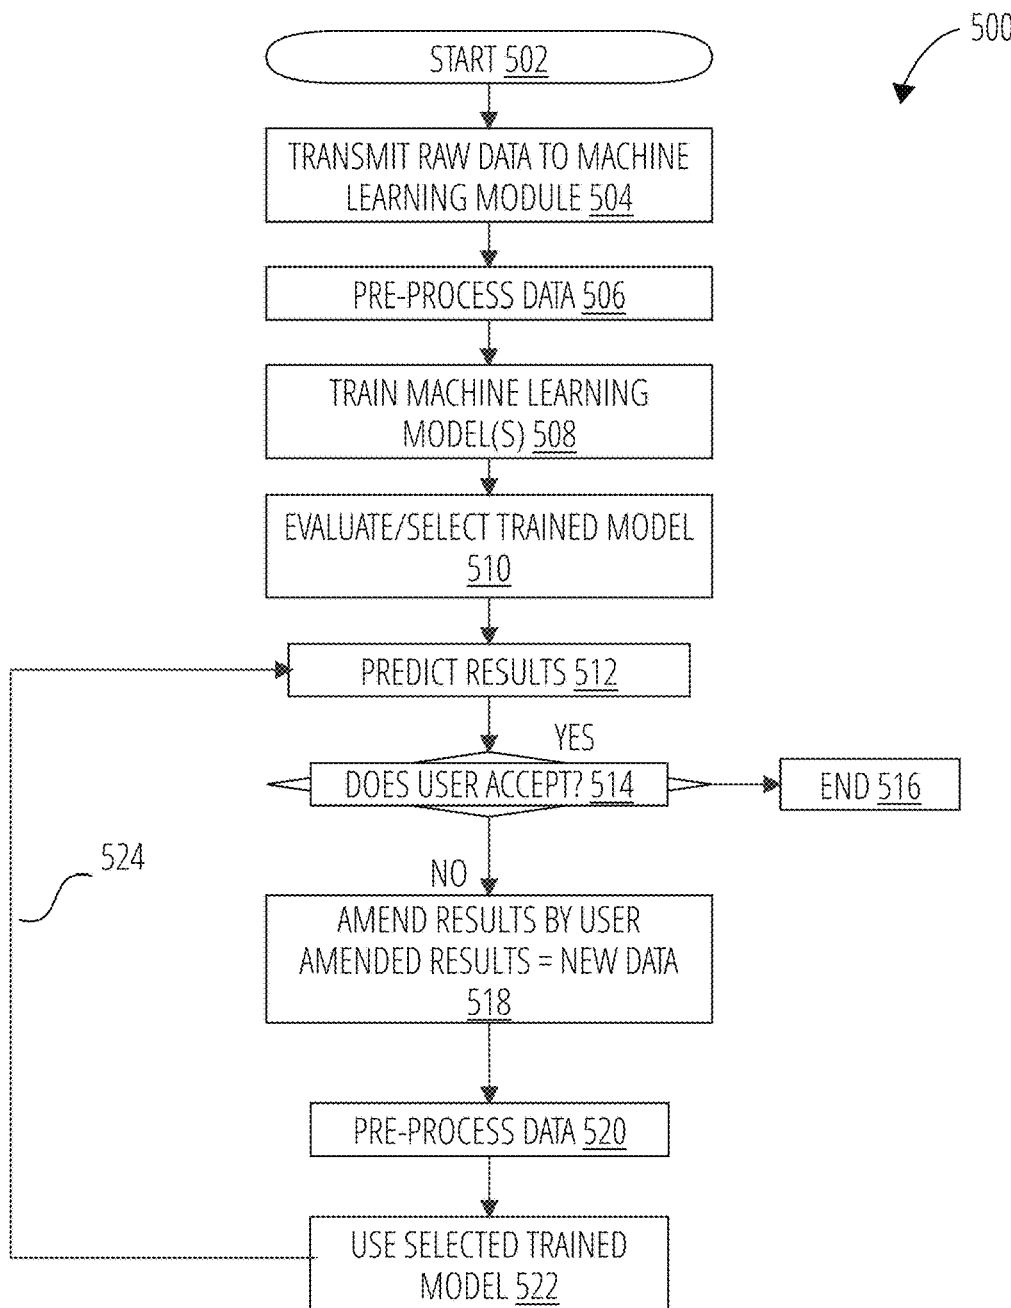 500
START 502
TRANSMIT RAW DATA TO MACHINE
LEARNING MODULE 504
PRE-PROCESS DATA 506
TRAIN MACHINE LEARNING
MODEL(S) 508
EVALUATE/SELECT TRAINED MODEL
510
PREDICT RESULTS 512
YES
DOES USER ACCEPT? 514
END 516
524
NO
AMEND RESULTS BY USER
AMENDED RESULTS = NEW DATA
518
PRE-PROCESS DATA 520
USE SELECTED TRAINED
MODEL 522